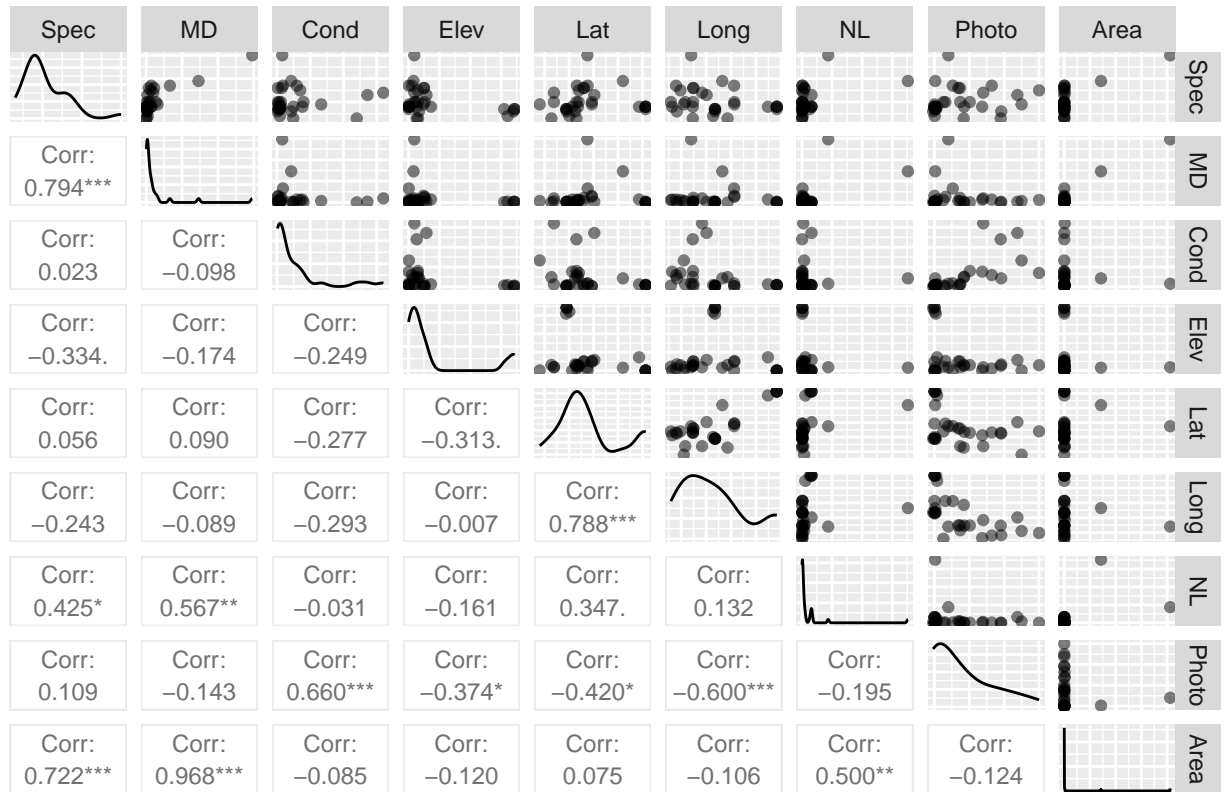 Spec MD Cond Elev Lat Long NL Photo Area
Spec
Corr:
0.794***
MD
Corr: Corr:
0.023 −0.098
Cond
Corr: Corr: Corr:
−0.334. −0.174 −0.249
Elev
Corr: Corr: Corr: Corr:
0.056 0.090 −0.277 −0.313.
Lat
Corr: Corr: Corr: Corr: Corr:
−0.243 −0.089 −0.293 −0.007 0.788***
Long
Corr: Corr: Corr: Corr: Corr: Corr:
0.425* 0.567** −0.031 −0.161 0.347. 0.132
NL
Corr: Corr: Corr: Corr: Corr: Corr: Corr:
0.109 −0.143 0.660*** −0.374* −0.420* −0.600*** −0.195
Photo
Corr: Corr: Corr: Corr: Corr: Corr: Corr: Corr:
0.722*** 0.968*** −0.085 −0.120 0.075 −0.106 0.500** −0.124
Area